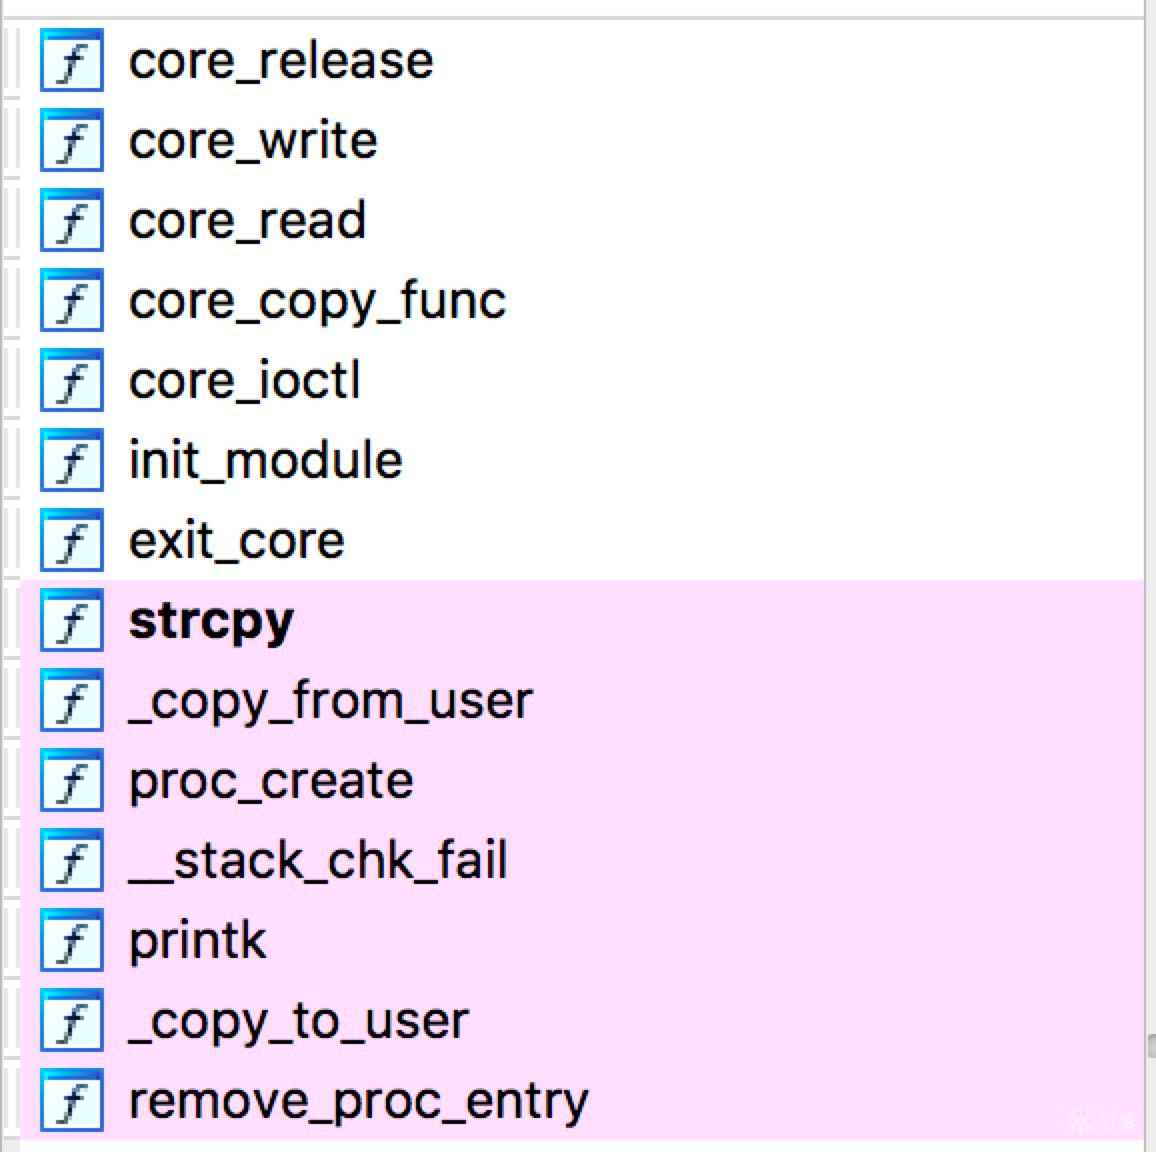 core_release
core_write
core_read
core_copy_func
core_ioctl
init_module
exit_core
strcpy
_copy_from_user
proc_create
__stack_chk_fail
printk
_copy_to_user
remove_proc_entry